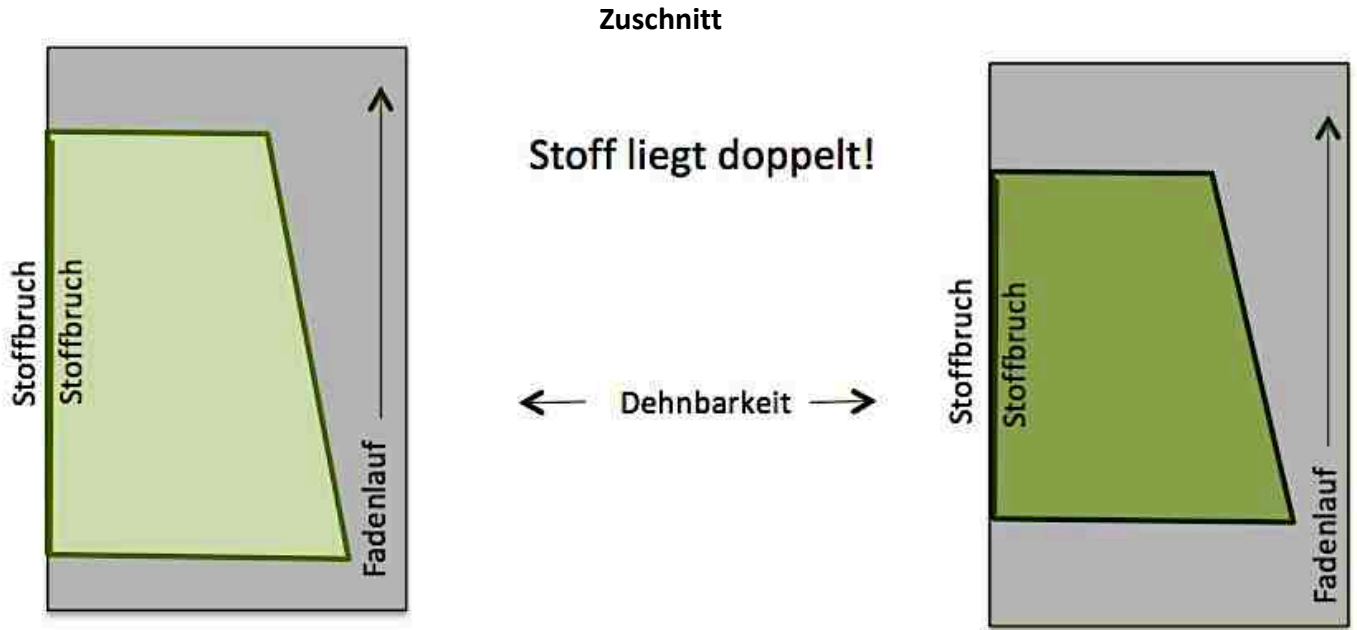 Zuschnitt
Stoff liegt doppelt!
Stoffbruch
Stoffbruch
Fadenlauf
Dehnbarkeit
Stoffbruch
Stoffbruch
Fadenlauf